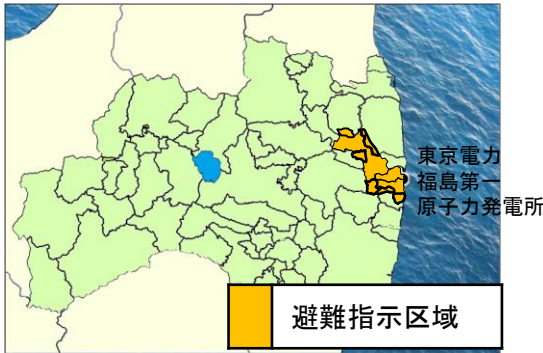 東京電力
福島第一
原子力発電所
避難指示区域